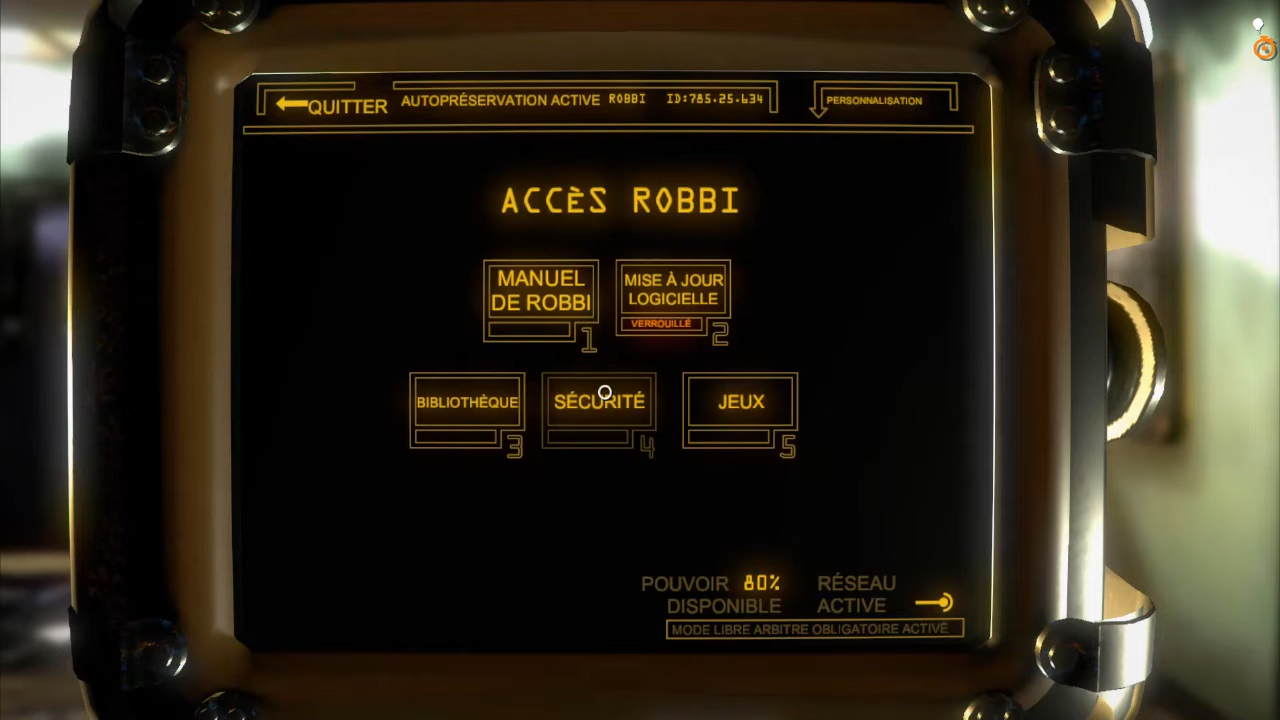 QUITTER
AUTOPRÉSERVATION ACTIVE ROBBI ID:785.25.634
PERSONNALISATION
ACCÈS ROBBI
MANUEL
DE ROBBI
1
MISE À JOUR
LOGICIELLE
VERROUILLÉ
2
BIBLIOTHÈQUE
3
SÉCURITÉ
4
JEUX
5
POUVOIR 80%
DISPONIBLE
RÉSEAU
ACTIVE
MODE LIBRE ARBITRE OBLIGATOIRE ACTIVÉ